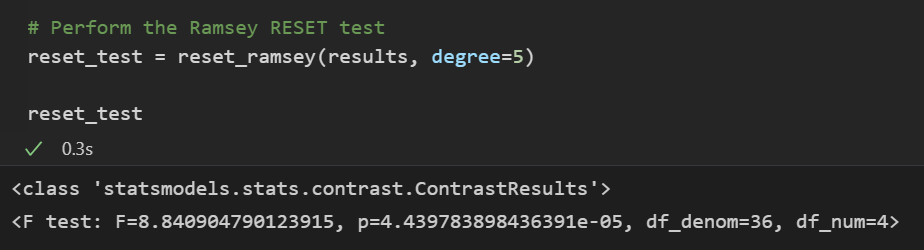 # Perform the Ramsey RESET test
reset_test = reset_ramsey(results, degree=5)
reset_test
0.3s
<class 'statsmodels.stats.contrast.ContrastResults'>
<F test: F=8.840904790123915, p=4.439783898436391e-05, df_denom=36, df_num=4>